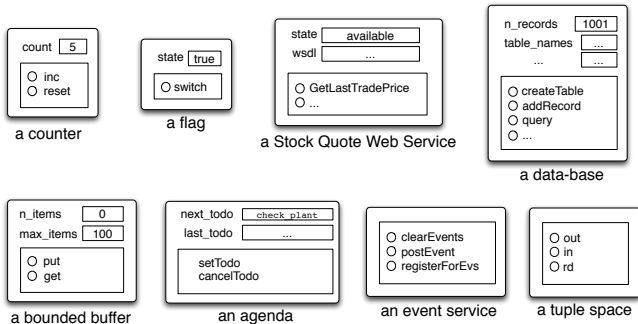 count 5
inc
reset
a counter
state true
switch
a flag
state available
wsdl ...
GetLastTradePrice
...
a Stock Quote Web Service
n_records 1001
table_names ...
... ...
createTable
addRecord
query
...
a data-base
n_items 0
max_items 100
put
get
a bounded buffer
next_todo check_plant
last_todo ...
setTodo
cancelTodo
an agenda
clearEvents
postEvent
registerForEvs
an event service
out
in
rd
a tuple space